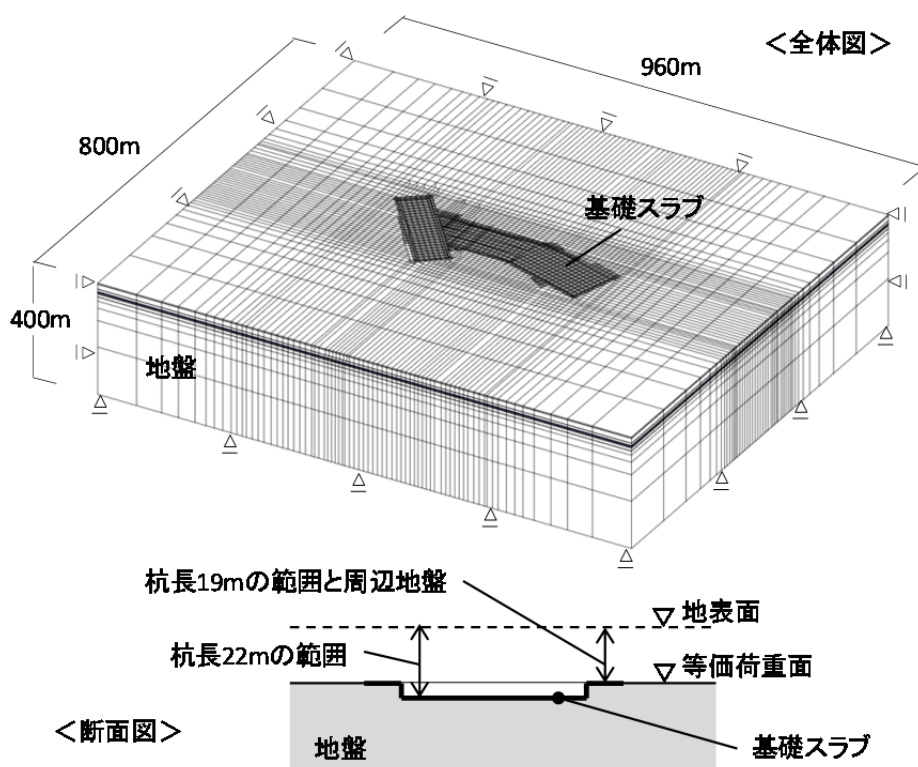 ＜全体図＞
960m
800m
基礎スラブ
400m
地盤
杭長19mの範囲と周辺地盤
地表面
杭長22mの範囲
等価荷重面
＜断面図＞
地盤
基礎スラブ